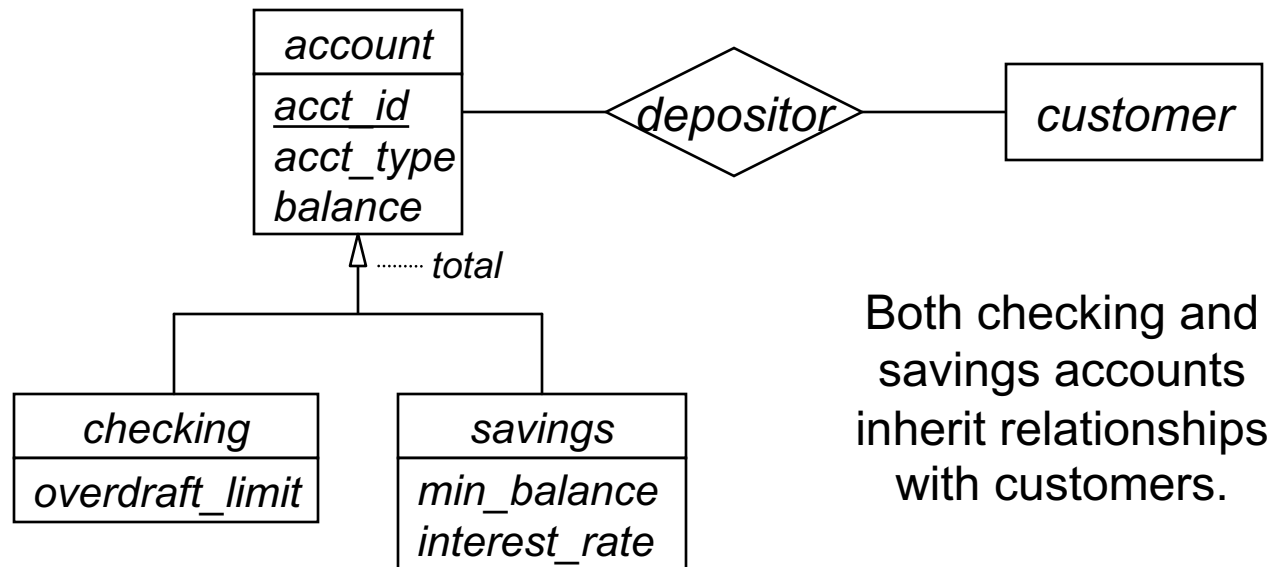 account
acct_id
acct_type
balance
depositor
customer
total
checking
overdraft_limit
savings
min_balance
interest_rate
Both checking and
savings accounts
inherit relationships
with customers.